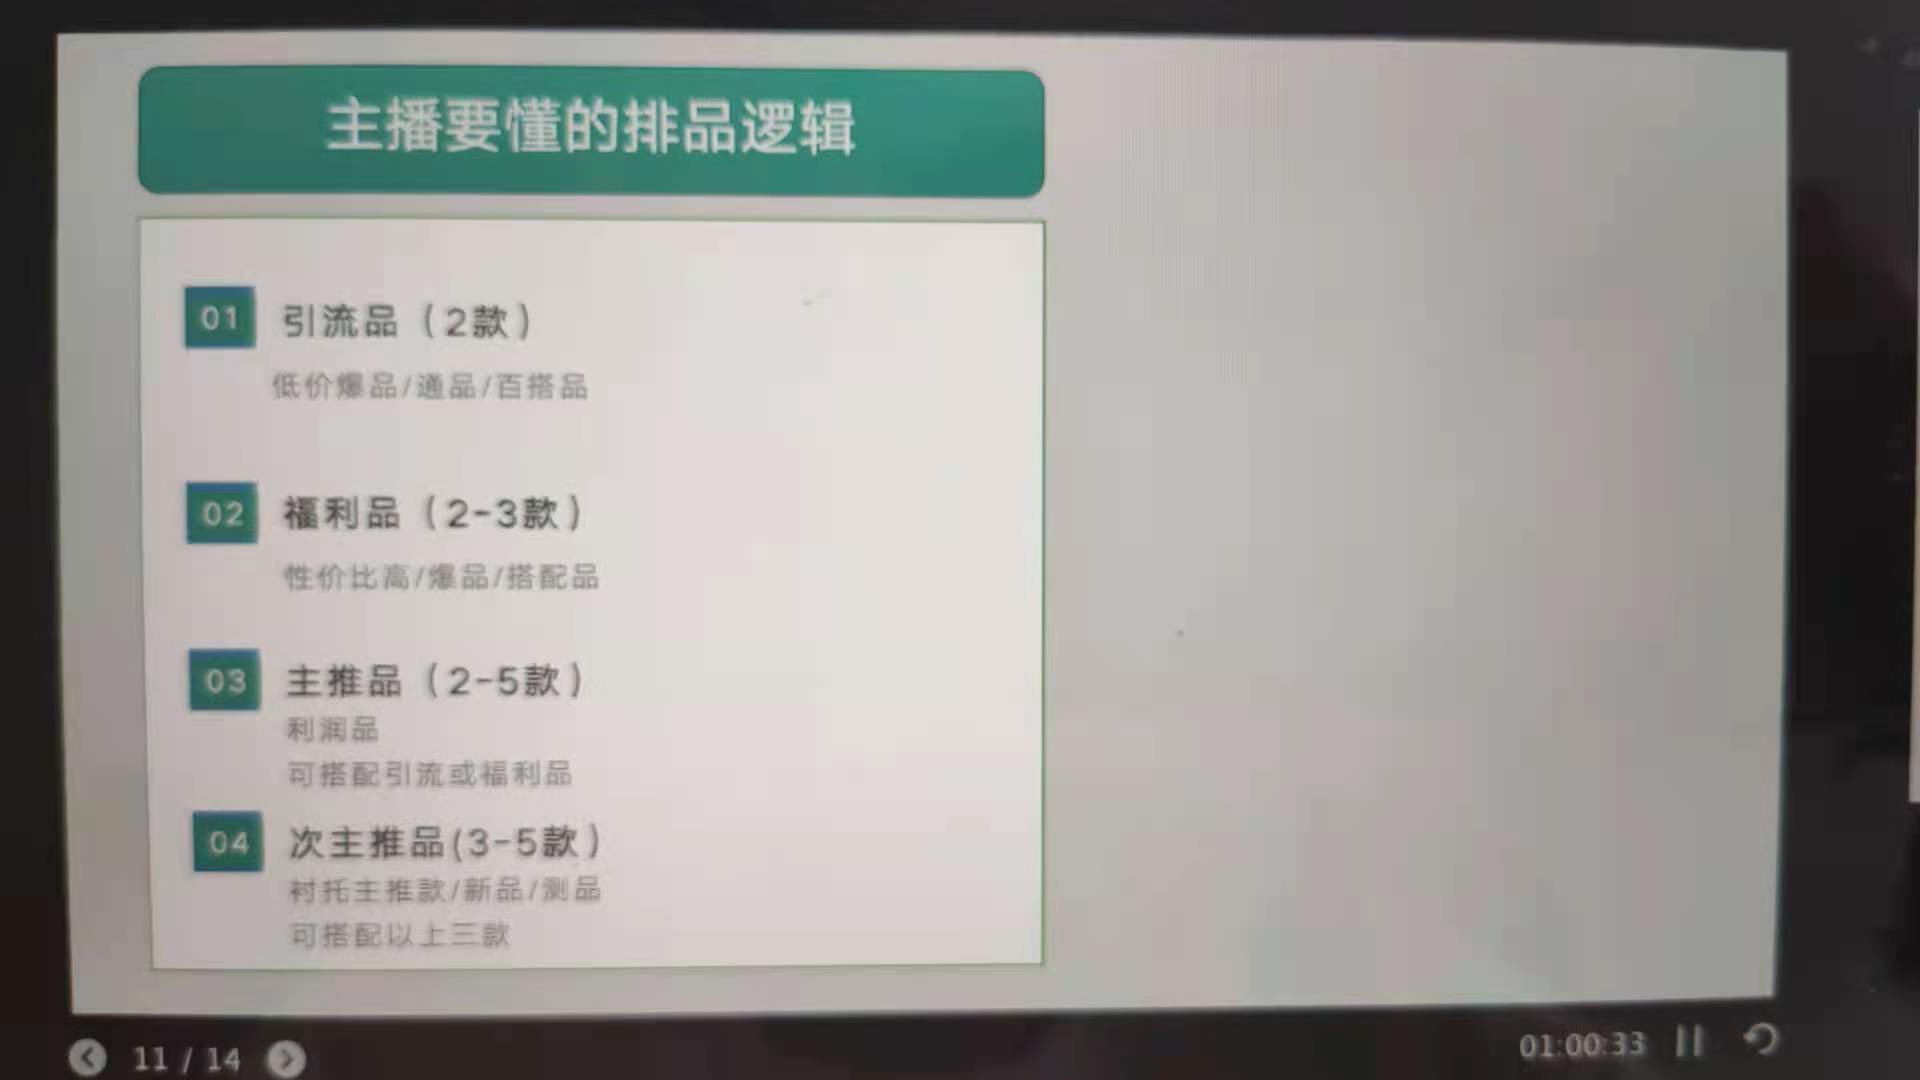 主播要懂的排品逻辑
01 引流品（2款）
低价爆品/通品/百搭品
02 福利品（2-3款）
性价比高/爆品/搭配品
03 主推品（2-5款）
利润品
可搭配引流或福利品
04 次主推品(3-5款）
衬托主推款/新品/测品
可搭配以上三款
11 / 14
01:00:33